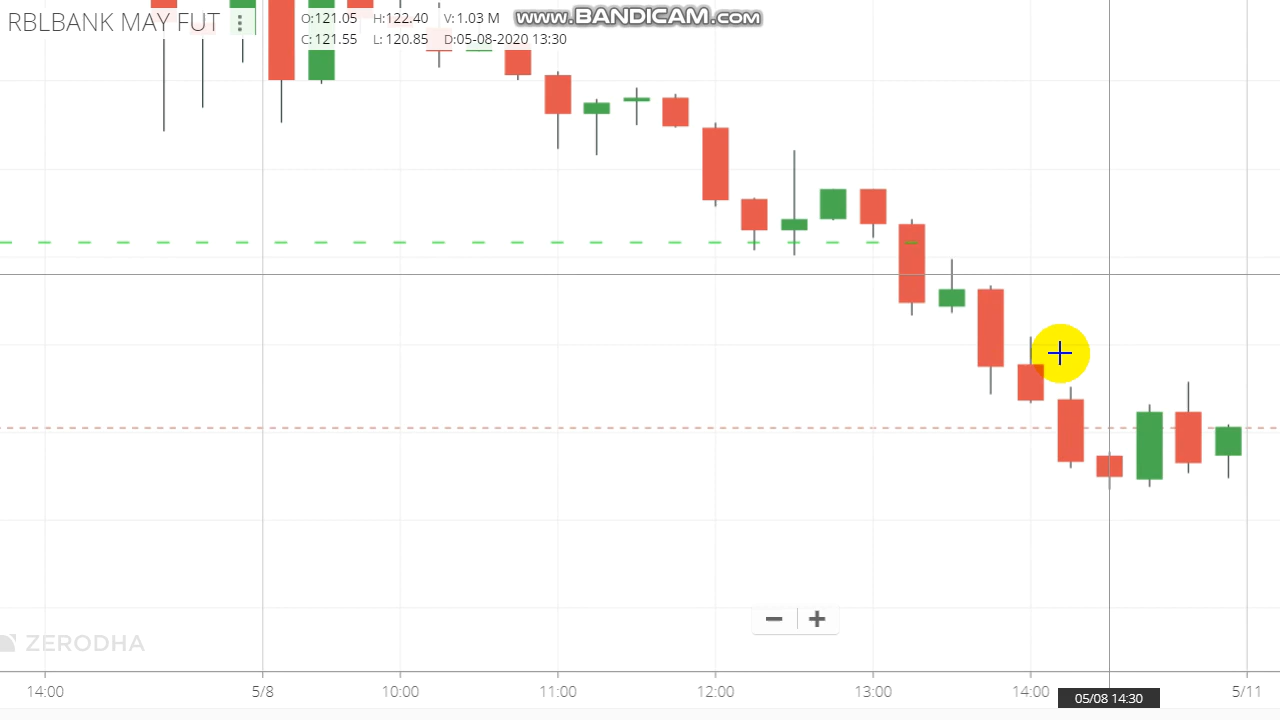 RBLBANK MAY FUT
O:121.05 H:122.40 V:1.03 M
C:121.55 L:120.85 D:05-08-2020 13:30
www.BANDICAM.com
ZERODHA
14:00 5/8 10:00 11:00 12:00 13:00 14:00 5/11
05/08 14:30